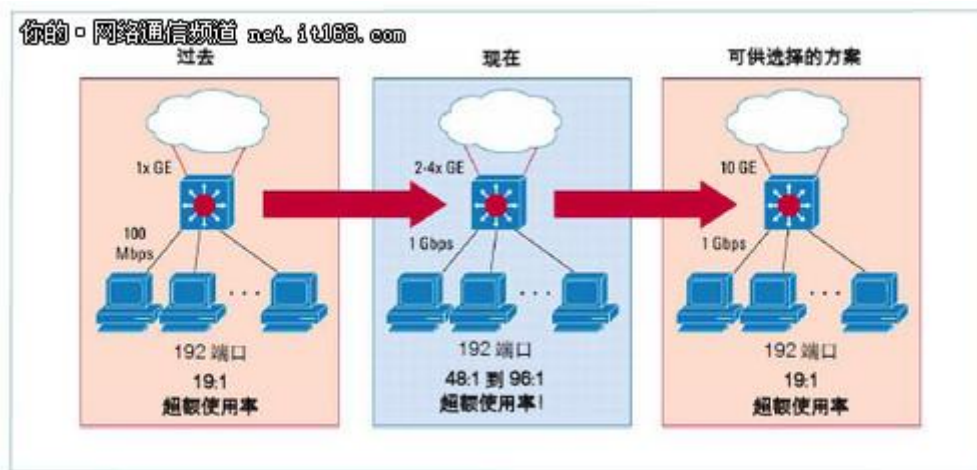 你的·网络通信频道 net.it168.com
过去
1x GE
100
Mbps
192 端口
19:1
超额使用率
现在
2-4x GE
1 Gbps
192 端口
48:1 到 96:1
超额使用率!
可供选择的方案
10 GE
1 Gbps
192 端口
19:1
超额使用率